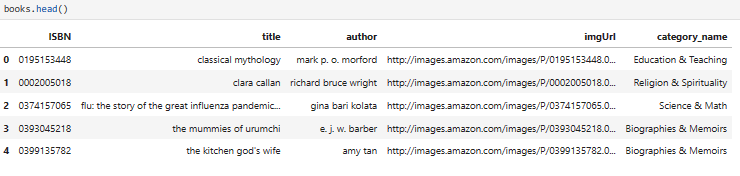 books.head()
ISBN title author imgUrl category_name
0 0195153448 classical mythology mark p. o. morford http://images.amazon.com/images/P/0195153448.0... Education & Teaching
1 0002005018 clara callan richard bruce wright http://images.amazon.com/images/P/0002005018.0... Religion & Spirituality
2 0374157065 flu: the story of the great influenza pandemic... gina bari kolata http://images.amazon.com/images/P/0374157065.0... Science & Math
3 0393045218 the mummies of urumchi e. j. w. barber http://images.amazon.com/images/P/0393045218.0... Biographies & Memoirs
4 0399135782 the kitchen god's wife amy tan http://images.amazon.com/images/P/0399135782.0... Biographies & Memoirs